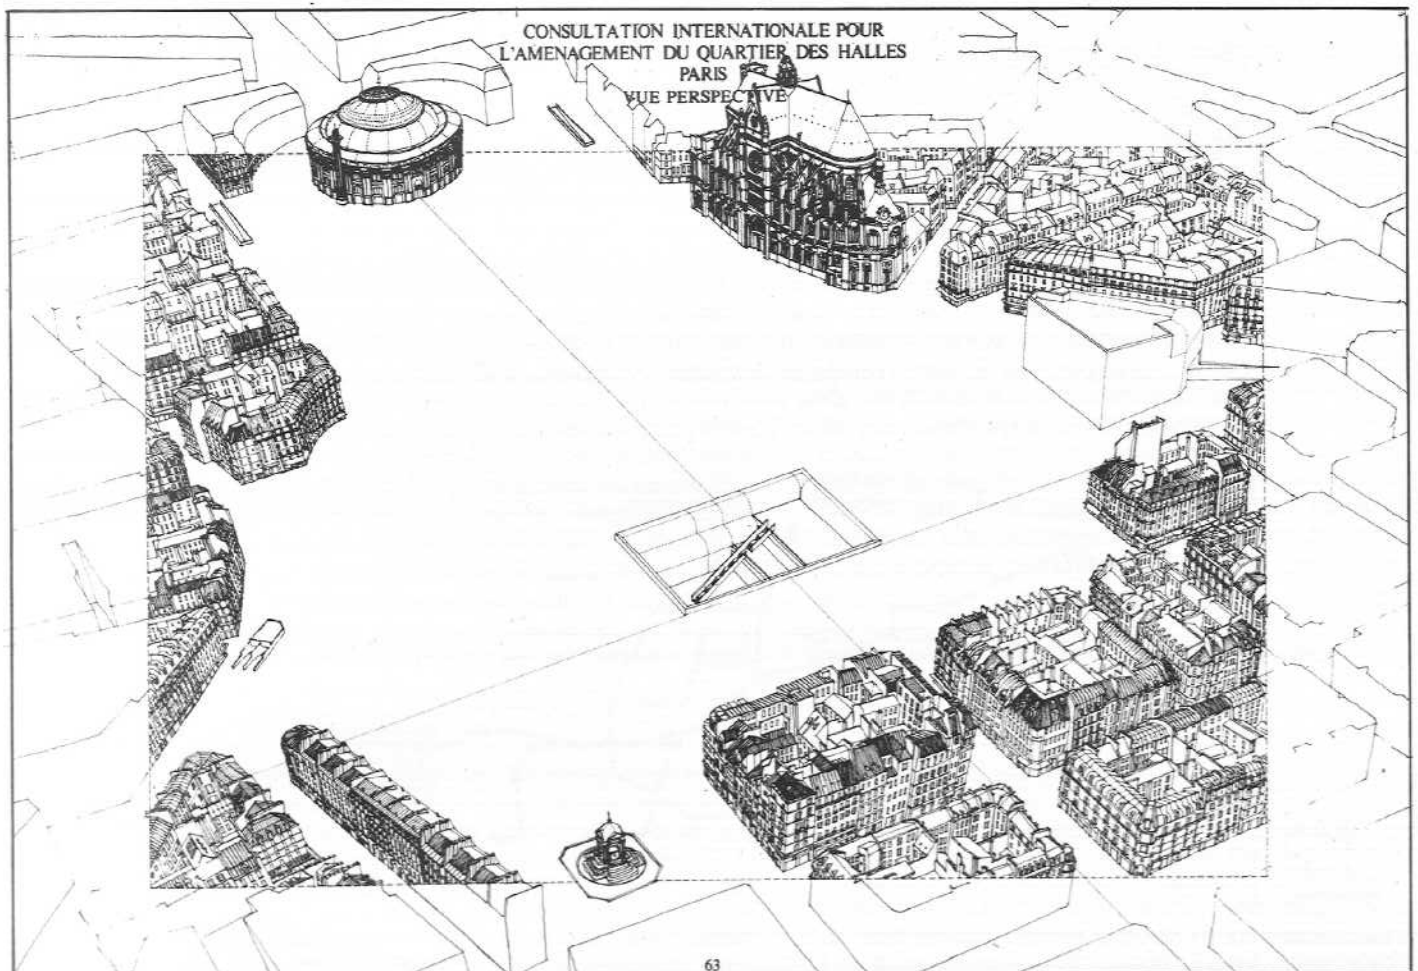 CONSULTATION INTERNATIONALE POUR
L'AMENAGEMENT DU QUARTIER DES HALLES
PARIS
VUE PERSPECTIVE
63